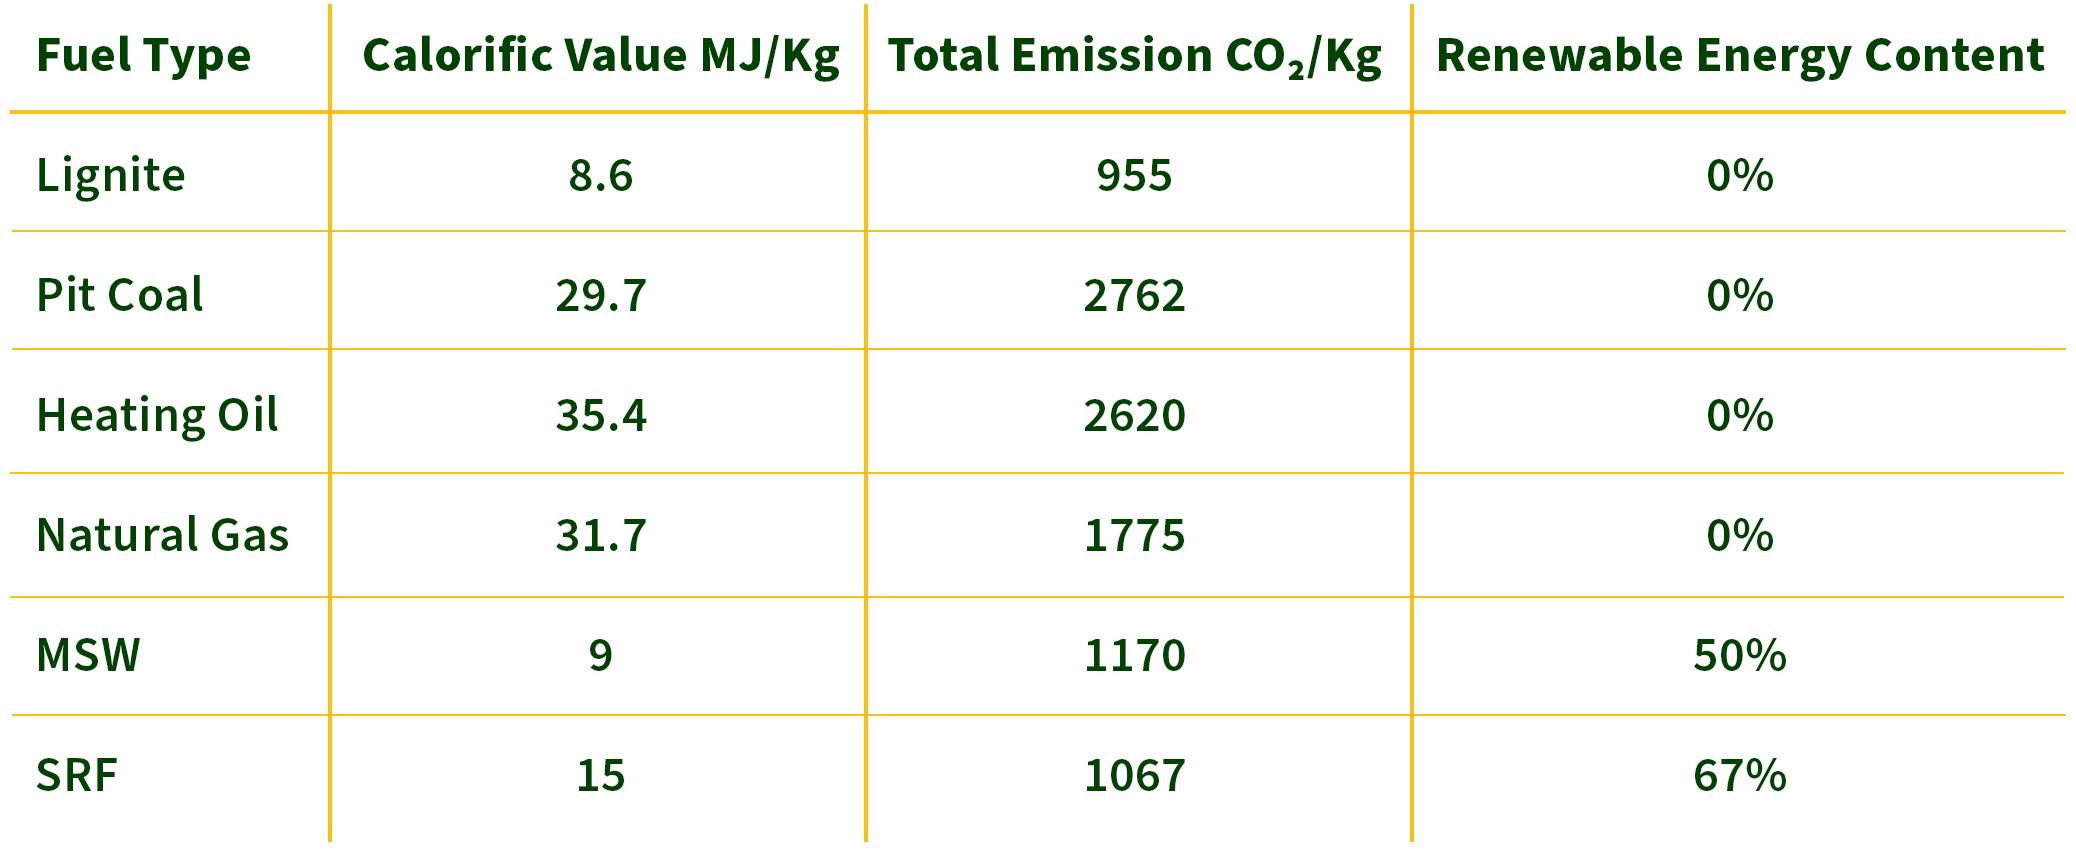 Fuel Type Calorific Value MJ/Kg Total Emission CO₂/Kg Renewable Energy Content
Lignite 8.6 955 0%
Pit Coal 29.7 2762 0%
Heating Oil 35.4 2620 0%
Natural Gas 31.7 1775 0%
MSW 9 1170 50%
SRF 15 1067 67%